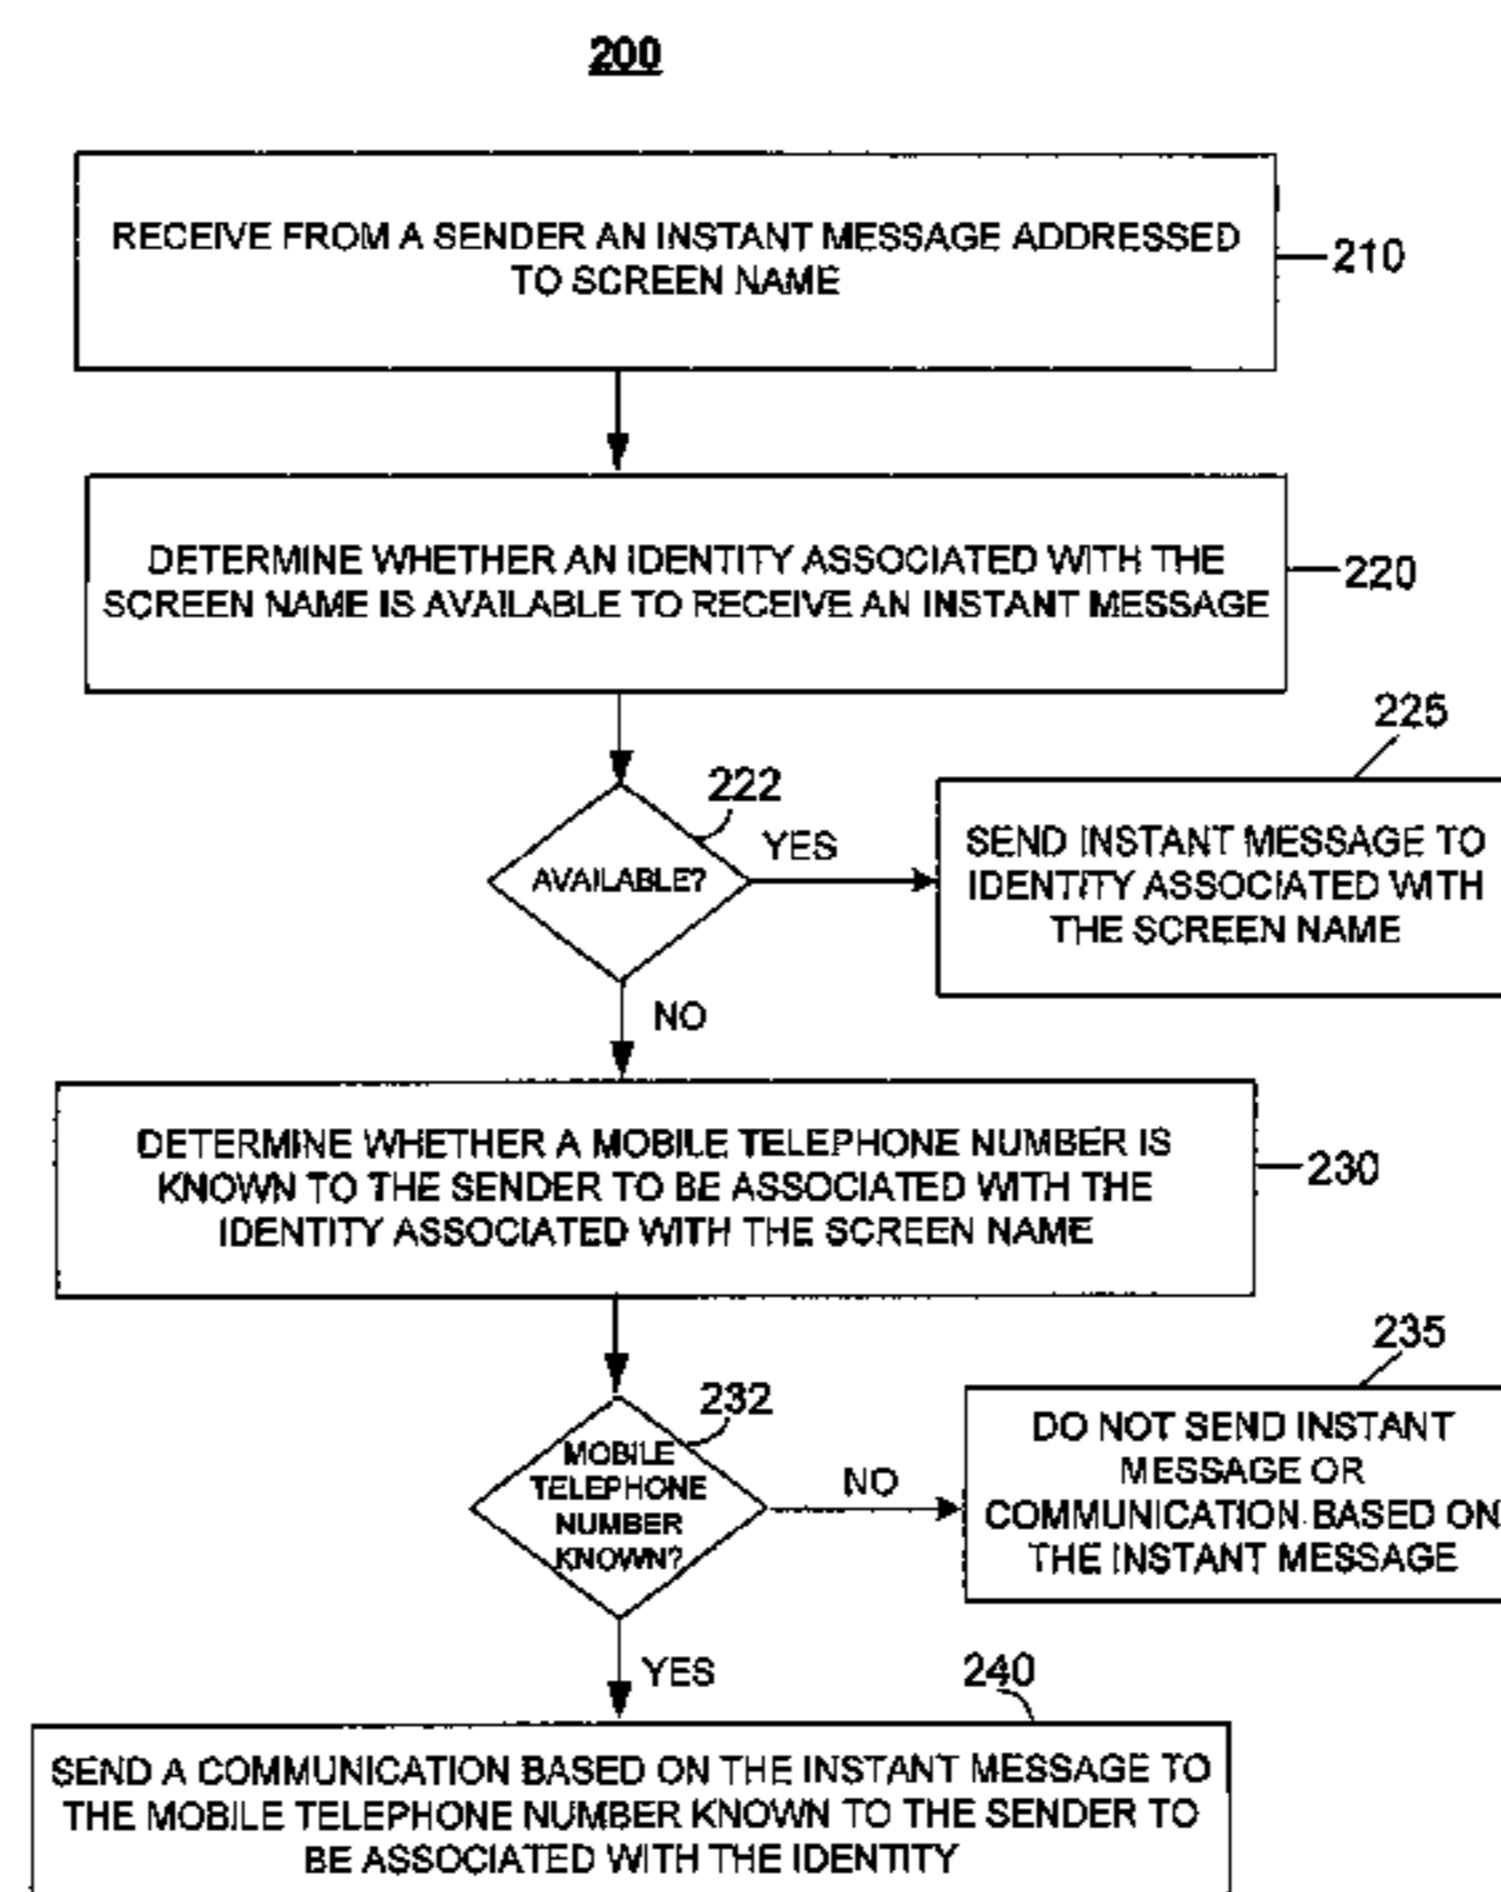 200
RECEIVE FROM A SENDER AN INSTANT MESSAGE ADDRESSED
TO SCREEN NAME
210
DETERMINE WHETHER AN IDENTITY ASSOCIATED WITH THE
SCREEN NAME IS AVAILABLE TO RECEIVE AN INSTANT MESSAGE
220
222
AVAILABLE?
YES
225
SEND INSTANT MESSAGE TO
IDENTITY ASSOCIATED WITH
THE SCREEN NAME
NO
DETERMINE WHETHER A MOBILE TELEPHONE NUMBER IS
KNOWN TO THE SENDER TO BE ASSOCIATED WITH THE
IDENTITY ASSOCIATED WITH THE SCREEN NAME
230
232
MOBILE
TELEPHONE
NUMBER
KNOWN?
NO
235
DO NOT SEND INSTANT
MESSAGE OR
COMMUNICATION BASED ON
THE INSTANT MESSAGE
YES
240
SEND A COMMUNICATION BASED ON THE INSTANT MESSAGE TO
THE MOBILE TELEPHONE NUMBER KNOWN TO THE SENDER TO
BE ASSOCIATED WITH THE IDENTITY